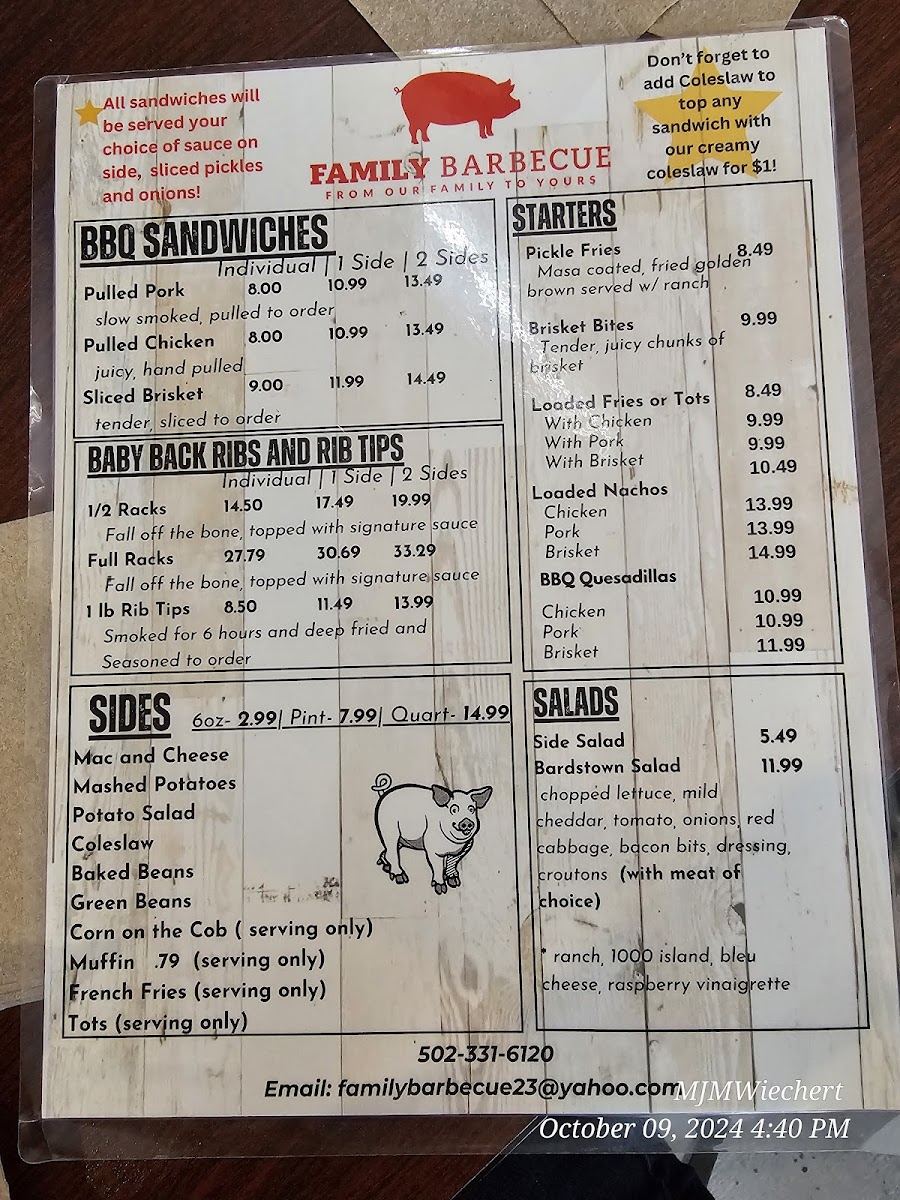 All sandwiches will
be served your
choice of sauce on
side, sliced pickles
and onions!
FAMILY BARBECUE
FROM OUR FAMILY TO YOURS
Don't forget to
add Coleslaw to
top any
sandwich with
our creamy
coleslaw for $1!
BBQ SANDWICHES
Individual | 1 Side | 2 Sides
Pulled Pork 8.00 10.99 13.49
slow smoked, pulled to order
Pulled Chicken 8.00 10.99 13.49
juicy, hand pulled
Sliced Brisket 9.00 11.99 14.49
tender, sliced to order
BABY BACK RIBS AND RIB TIPS
Individual | 1 Side | 2 Sides
1/2 Racks 14.50 17.49 19.99
Fall off the bone, topped with signature sauce
Full Racks 27.79 30.69 33.29
Fall off the bone, topped with signature sauce
1 lb Rib Tips 8.50 11.49 13.99
Smoked for 6 hours and deep fried and
Seasoned to order
SIDES 6oz- 2.99| Pint- 7.99| Quart- 14.99
Mac and Cheese
Mashed Potatoes
Potato Salad
Coleslaw
Baked Beans
Green Beans
Corn on the Cob ( serving only)
Muffin .79 (serving only)
French Fries (serving only)
Tots (serving only)
STARTERS
Pickle Fries 8.49
Masa coated, fried golden
brown served w/ ranch
Brisket Bites 9.99
Tender, juicy chunks of
brisket
Loaded Fries or Tots 8.49
With Chicken 9.99
With Pork 9.99
With Brisket 10.49
Loaded Nachos
Chicken 13.99
Pork 13.99
Brisket 14.99
BBQ Quesadillas
Chicken 10.99
Pork 10.99
Brisket 11.99
SALADS
Side Salad 5.49
Bardstown Salad 11.99
chopped lettuce, mild
cheddar, tomato, onions, red
cabbage, bacon bits, dressing,
croutons (with meat of
choice)
* ranch, 1000 island, bleu
cheese, raspberry vinaigrette
502-331-6120
Email: familybarbecue23@yahoo.com
MJMWiechert
October 09, 2024 4:40 PM